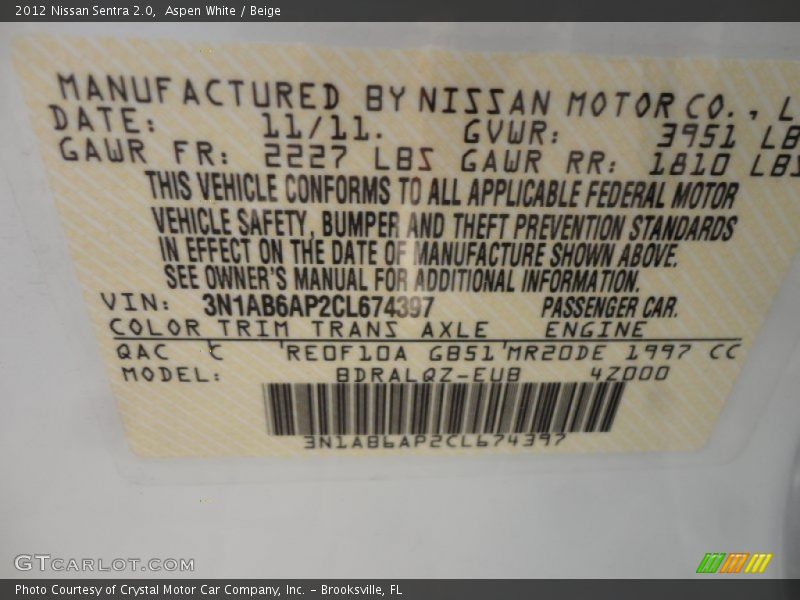 2012 Nissan Sentra 2.0, Aspen White / Beige
MANUFACTURED BY NISSAN MOTOR CO., L
DATE: 11/11. GVWR: 3951 LB
GAWR FR: 2227 LBS GAWR RR: 1810 LBS
THIS VEHICLE CONFORMS TO ALL APPLICABLE FEDERAL MOTOR
VEHICLE SAFETY, BUMPER AND THEFT PREVENTION STANDARDS
IN EFFECT ON THE DATE OF MANUFACTURE SHOWN ABOVE.
SEE OWNER'S MANUAL FOR ADDITIONAL INFORMATION.
VIN: 3N1AB6AP2CL674397 PASSENGER CAR.
COLOR TRIM TRANS AXLE ENGINE
QAC C RE0F10A GB51 MR20DE 1997 CC
MODEL: BDRALQZ-EUB 4Z000
3N1AB6AP2CL674397
GTCARLOT.COM
Photo Courtesy of Crystal Motor Car Company, Inc. – Brooksville, FL